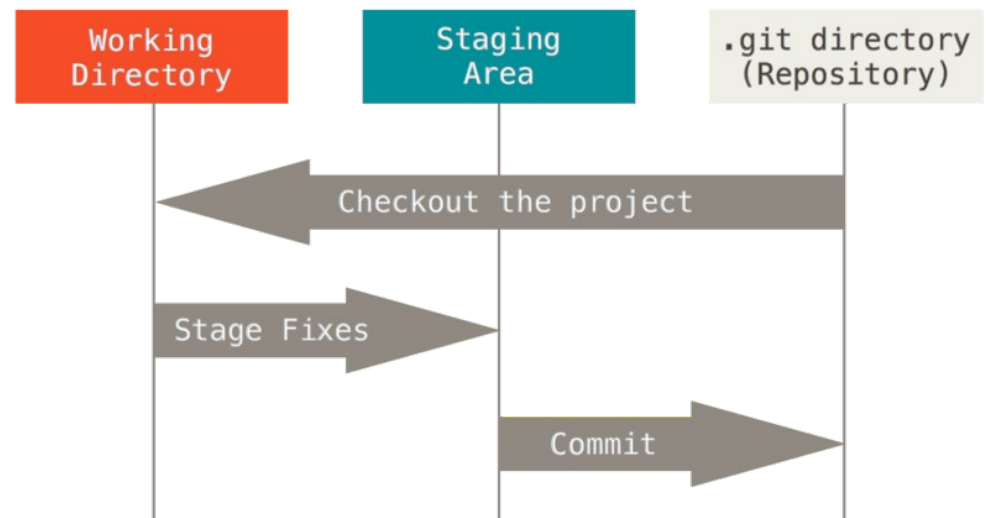 Working
Directory
Staging
Area
.git directory
(Repository)
Checkout the project
Stage Fixes
Commit